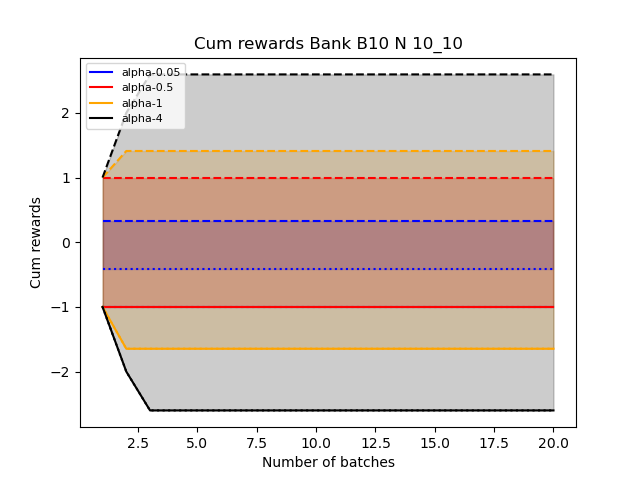 Cum rewards Bank B10 N 10_10
alpha-0.05
alpha-0.5
alpha-1
alpha-4
2
1
0
−1
−2
Cum rewards
2.5 5.0 7.5 10.0 12.5 15.0 17.5 20.0
Number of batches